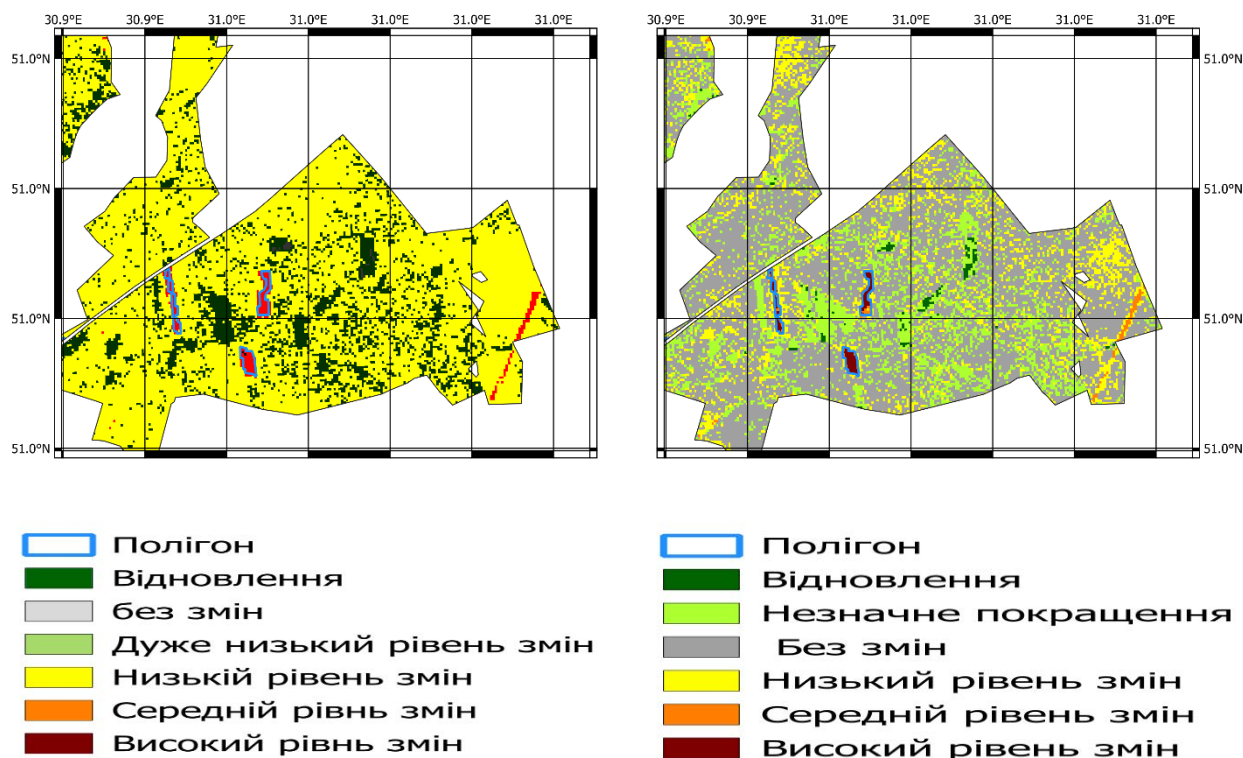 30.9°E 30.9°E 31.0°E 31.0°E 31.0°E 31.0°E 31.0°E
30.9°E 30.9°E 31.0°E 31.0°E 31.0°E 31.0°E 31.0°E
51.0°N
51.0°N
51.0°N
51.0°N
51.0°N
51.0°N
51.0°N
51.0°N
Полігон
Відновлення
без змін
Дуже низький рівень змін
Низькій рівень змін
Середній рівнь змін
Високий рівнь змін
Полігон
Відновлення
Незначне покращення
Без змін
Низький рівень змін
Середній рівень змін
Високий рівень змін